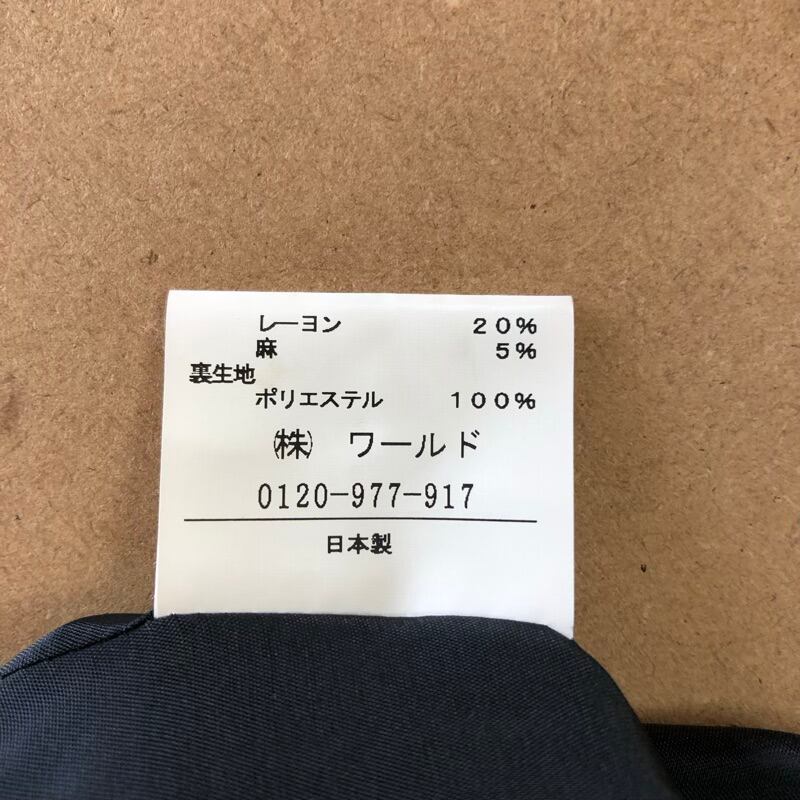 レーヨン 20%
麻 5%
裏生地
ポリエステル 100%
㈱ ワールド
0120-977-917
日本製